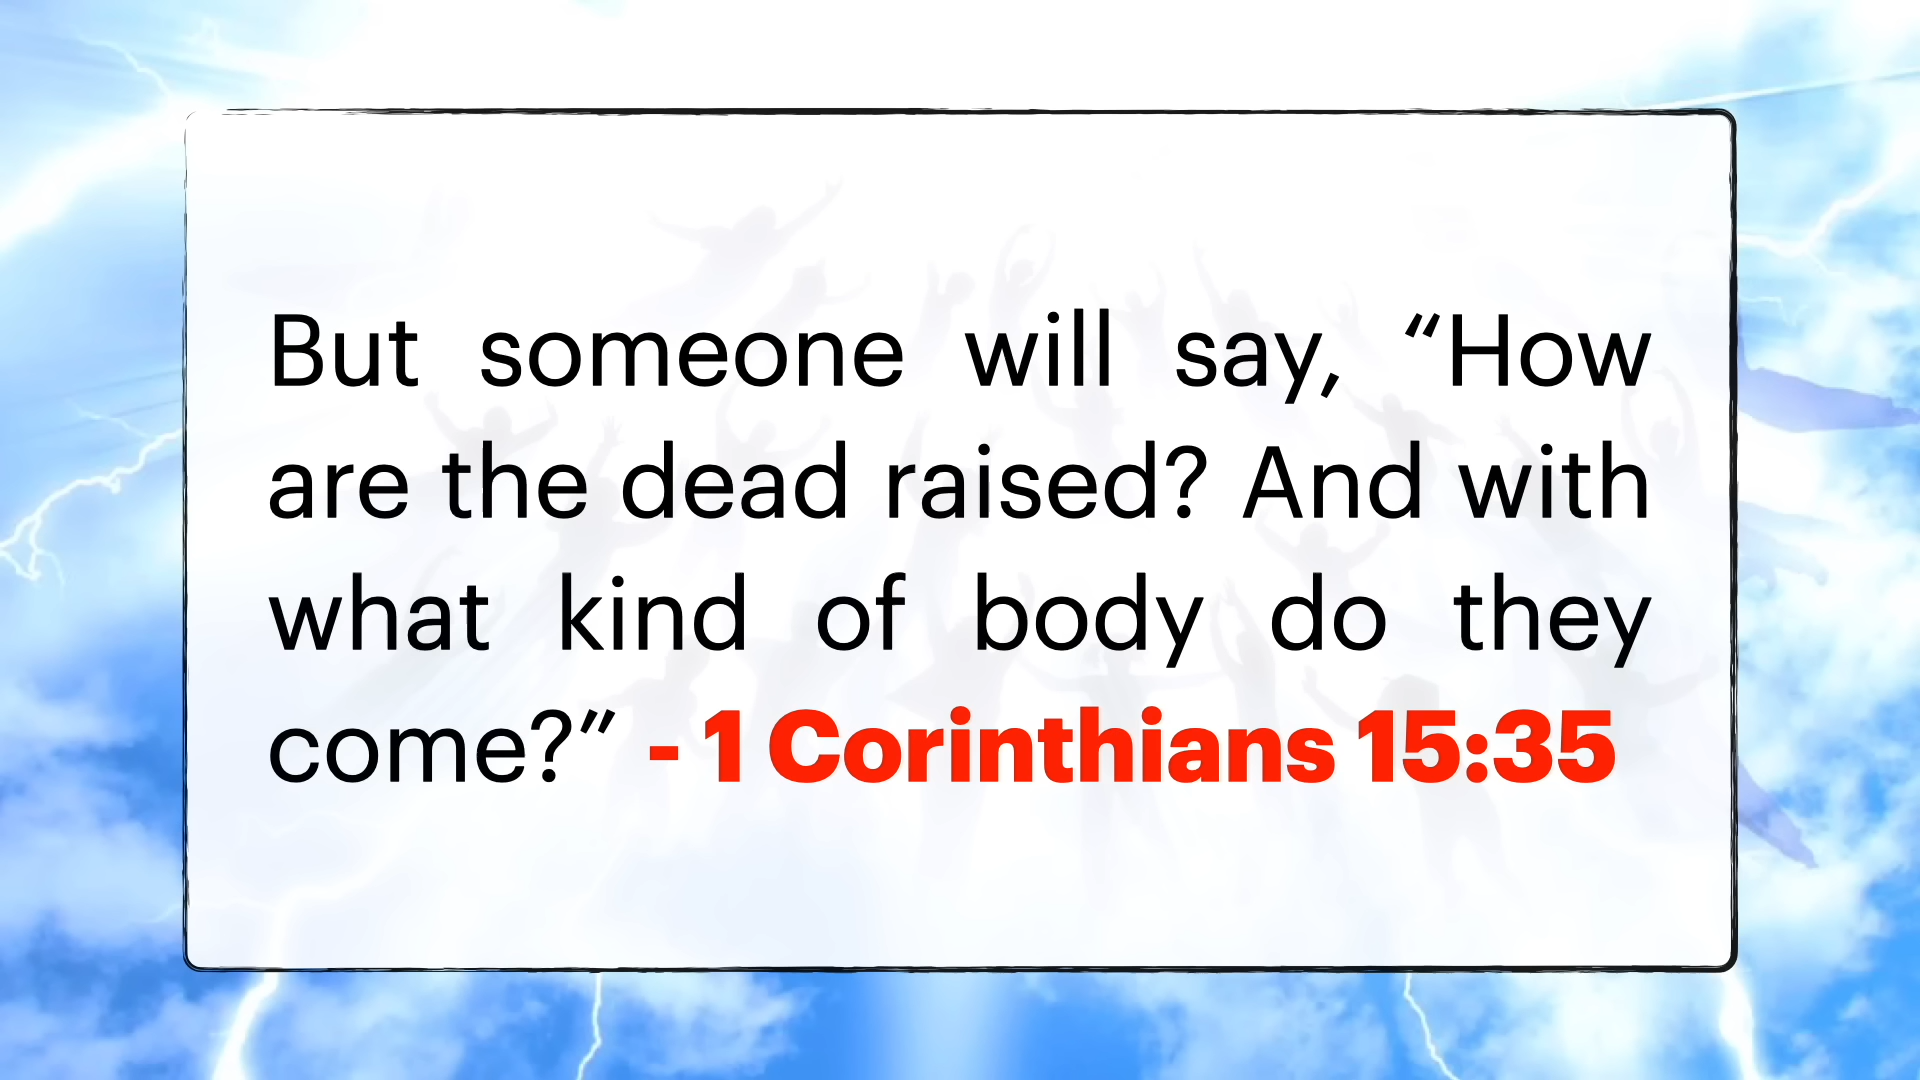 But someone will say, “How
are the dead raised? And with
what kind of body do they
come?” - 1 Corinthians 15:35